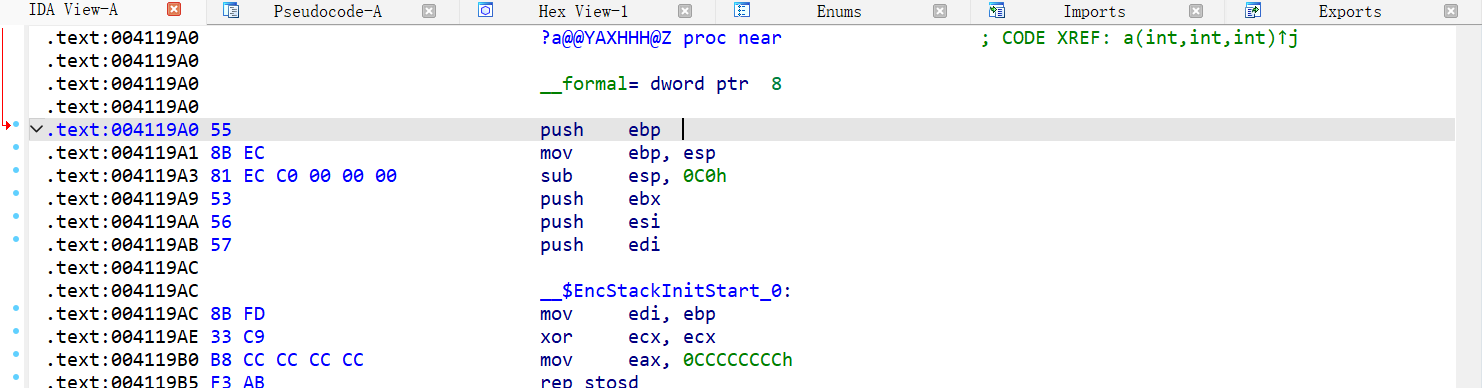 IDA View-A Pseudocode-A Hex View-1 Enums Imports Exports
.text:004119A0 ?a@@YAXHHH@Z proc near ; CODE XREF: a(int,int,int)↑j
.text:004119A0
.text:004119A0 __formal= dword ptr 8
.text:004119A0
.text:004119A0 55 push ebp
.text:004119A1 8B EC mov ebp, esp
.text:004119A3 81 EC C0 00 00 00 sub esp, 0C0h
.text:004119A9 53 push ebx
.text:004119AA 56 push esi
.text:004119AB 57 push edi
.text:004119AC
.text:004119AC __$EncStackInitStart_0:
.text:004119AC 8B FD mov edi, ebp
.text:004119AE 33 C9 xor ecx, ecx
.text:004119B0 B8 CC CC CC CC mov eax, 0CCCCCCCCh
.text:004119B5 F3 AB rep stosd